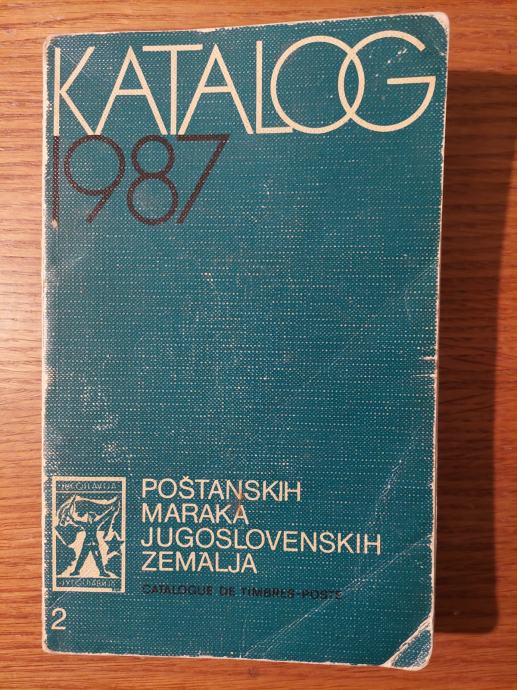 KATALOG
1987
POŠTANSKIH
MARAKA
JUGOSLOVENSKIH
ZEMALJA
CATALOGUE DE TIMBRES-POSTE
2